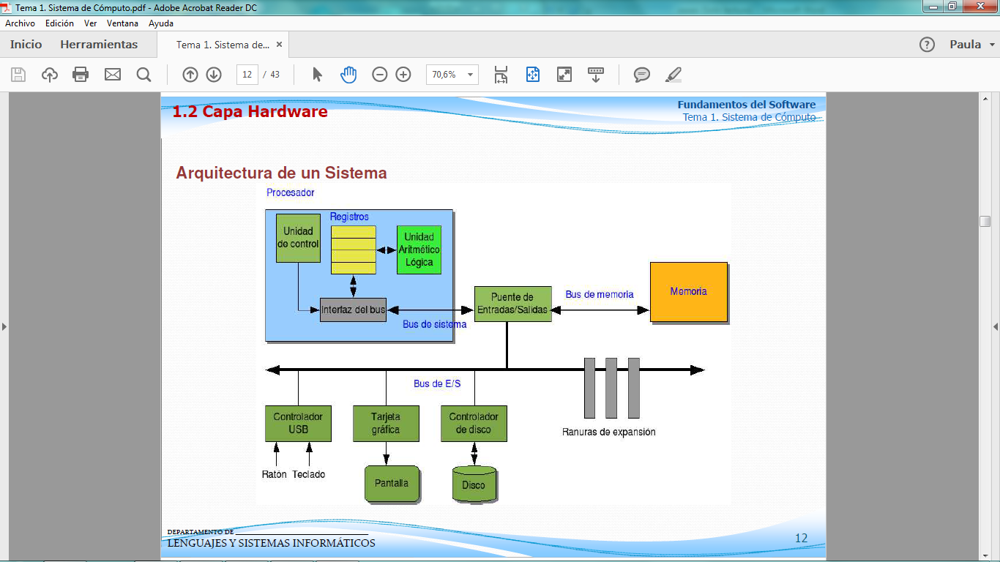 Tema 1. Sistema de Cómputo.pdf - Adobe Acrobat Reader DC
Archivo Edición Ver Ventana Ayuda
Inicio Herramientas Tema 1. Sistema de... × ? Paula
12 / 43 70,6%
1.2 Capa Hardware
Fundamentos del Software
Tema 1. Sistema de Cómputo
Arquitectura de un Sistema
Procesador
Unidad
de control
Registros
Unidad
Aritmético
Lógica
Interfaz del bus
Bus de sistema
Puente de
Entradas/Salidas
Bus de memoria
Memoria
Bus de E/S
Controlador
USB
Tarjeta
gráfica
Controlador
de disco
Ranuras de expansión
Ratón Teclado
Pantalla
Disco
DEPARTAMENTO DE
LENGUAJES Y SISTEMAS INFORMÁTICOS
12